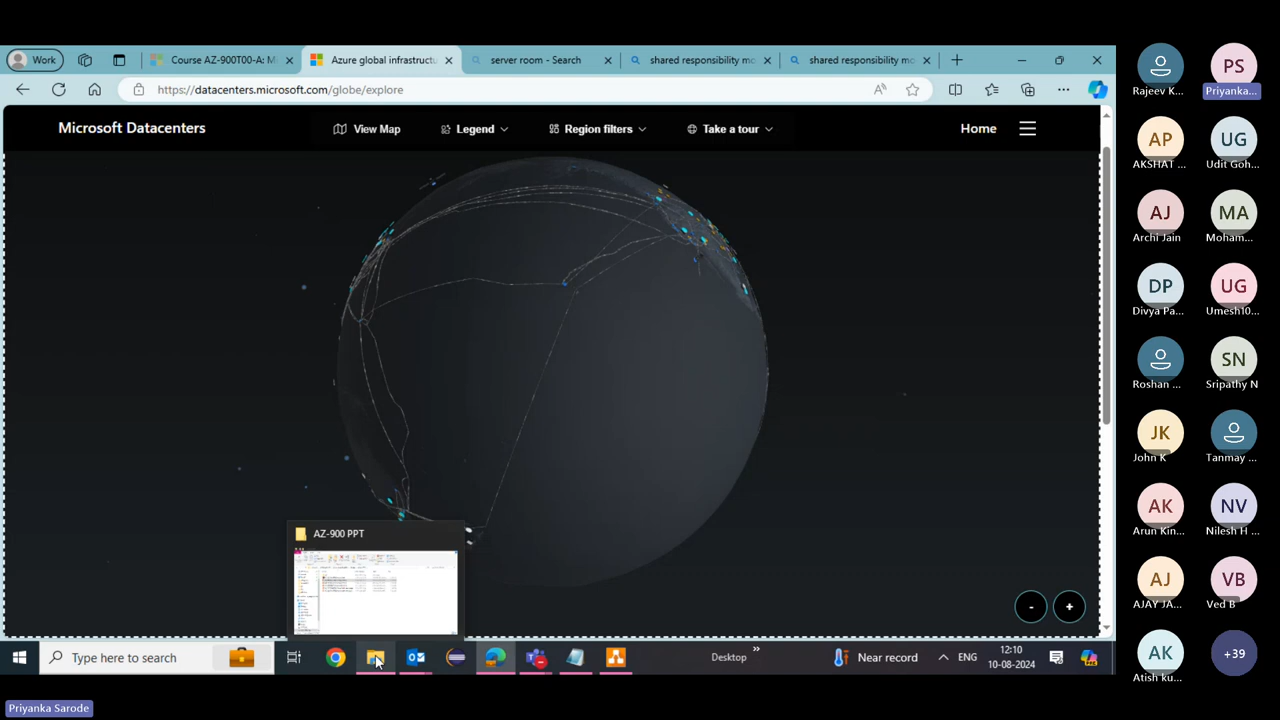 Work
Course AZ-900T00-A: M
Azure global infrastructu
server room - Search
shared responsibility mo
shared responsibility mo
https://datacenters.microsoft.com/globe/explore
Microsoft Datacenters
View Map
Legend
Region filters
Take a tour
Home
AZ-900 PPT
-
+
Type here to search
Desktop
Near record
ENG
12:10
10-08-2024
Rajeev K...
PS
Priyanka...
AP
AKSHAT ...
UG
Udit Goh...
AJ
Archi Jain
MA
Moham...
DP
Divya Pa...
UG
Umesh10...
Roshan ...
SN
Sripathy N
JK
John K
Tanmay ...
AK
Arun Kin...
NV
Nilesh H ...
AJ
AJAY JA...
VB
Ved B
AK
Atish ku...
+39
Priyanka Sarode